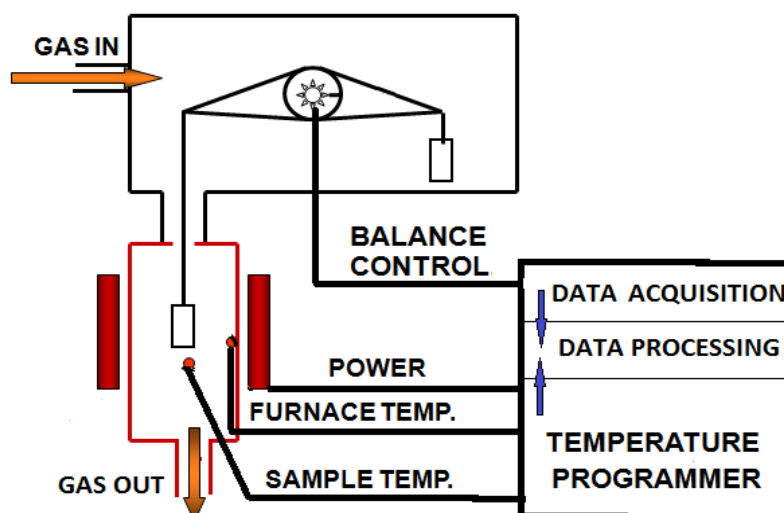 GAS IN
BALANCE
CONTROL.
DATA ACQUISITION
DATA PROCESSING
POWER
FURNACE TEMP.
TEMPERATURE
PROGRAMMER
SAMPLE TEMP.
GAS OUT